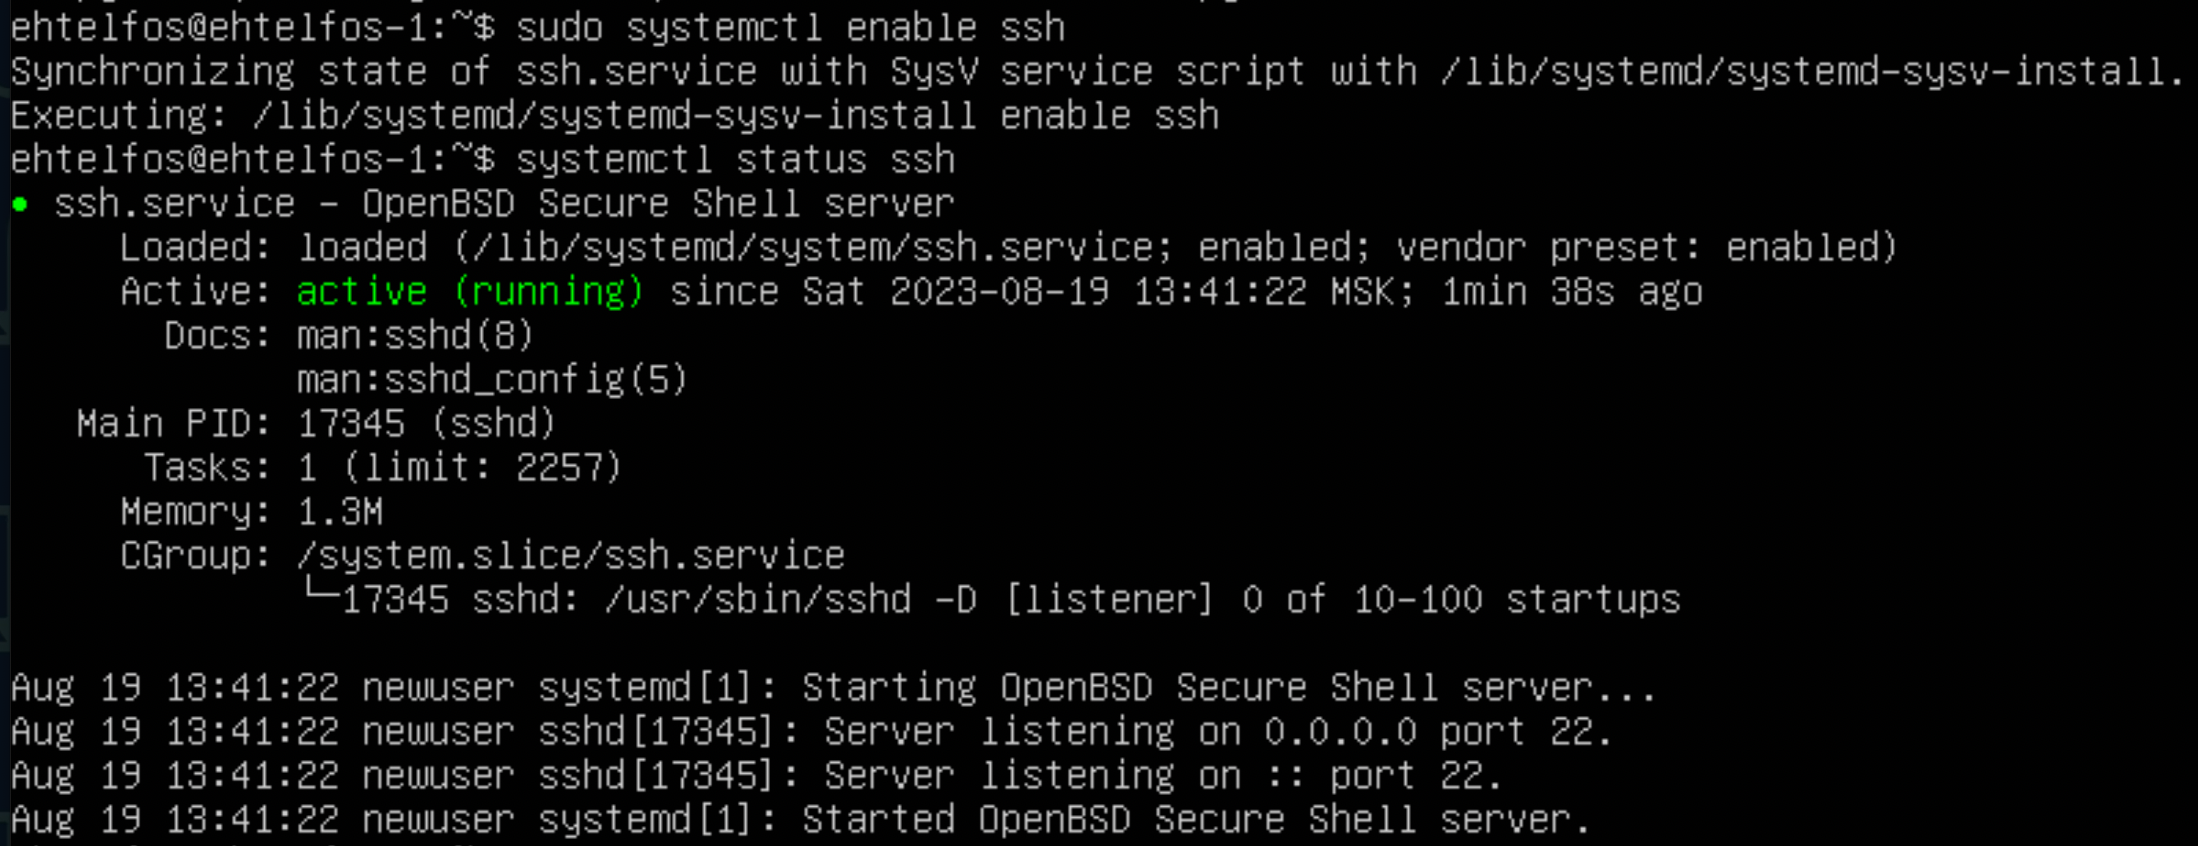 ehtelfos@ehtelfos-1:~$ sudo systemctl enable ssh
Synchronizing state of ssh.service with SysV service script with /lib/systemd/systemd-sysv-install.
Executing: /lib/systemd/systemd-sysv-install enable ssh
ehtelfos@ehtelfos-1:~$ systemctl status ssh
● ssh.service - OpenBSD Secure Shell server
     Loaded: loaded (/lib/systemd/system/ssh.service; enabled; vendor preset: enabled)
     Active: active (running) since Sat 2023-08-19 13:41:22 MSK; 1min 38s ago
       Docs: man:sshd(8)
             man:sshd_config(5)
   Main PID: 17345 (sshd)
      Tasks: 1 (limit: 2257)
     Memory: 1.3M
     CGroup: /system.slice/ssh.service
             └─17345 sshd: /usr/sbin/sshd -D [listener] 0 of 10-100 startups
Aug 19 13:41:22 newuser systemd[1]: Starting OpenBSD Secure Shell server...
Aug 19 13:41:22 newuser sshd[17345]: Server listening on 0.0.0.0 port 22.
Aug 19 13:41:22 newuser sshd[17345]: Server listening on :: port 22.
Aug 19 13:41:22 newuser systemd[1]: Started OpenBSD Secure Shell server.